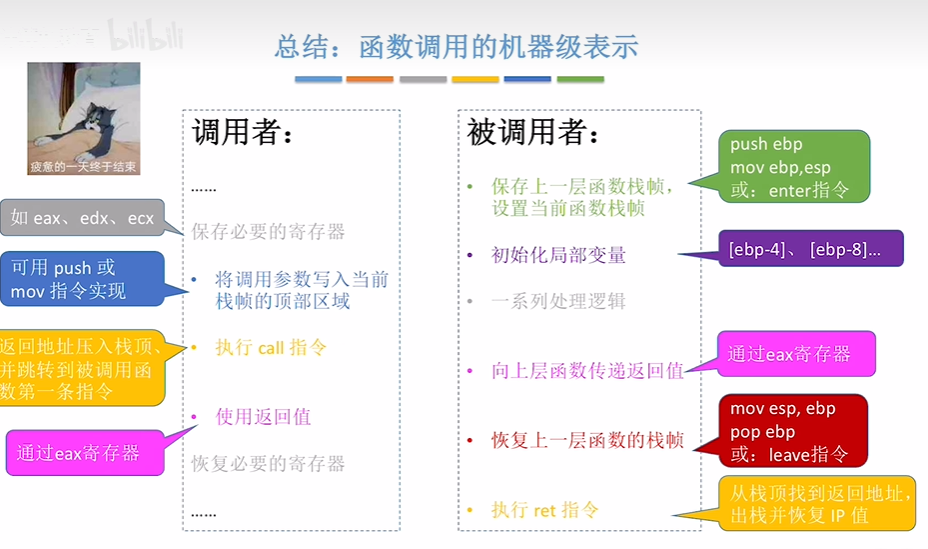 bilibili
总结：函数调用的机器级表示
疲惫的一天终于结束
调用者：
……
如 eax、edx、ecx
保存必要的寄存器
可用 push 或
mov 指令实现
• 将调用参数写入当前
栈帧的顶部区域
返回地址压入栈顶、
并跳转到被调用函
数第一条指令
• 执行 call 指令
• 使用返回值
通过eax寄存器
恢复必要的寄存器
……
被调用者：
• 保存上一层函数栈帧，
设置当前函数栈帧
push ebp
mov ebp,esp
或：enter指令
• 初始化局部变量
[ebp-4]、 [ebp-8]...
• 一系列处理逻辑
• 向上层函数传递返回值
通过eax寄存器
• 恢复上一层函数的栈帧
mov esp, ebp
pop ebp
或：leave指令
• 执行 ret 指令
从栈顶找到返回地址，
出栈并恢复 IP 值